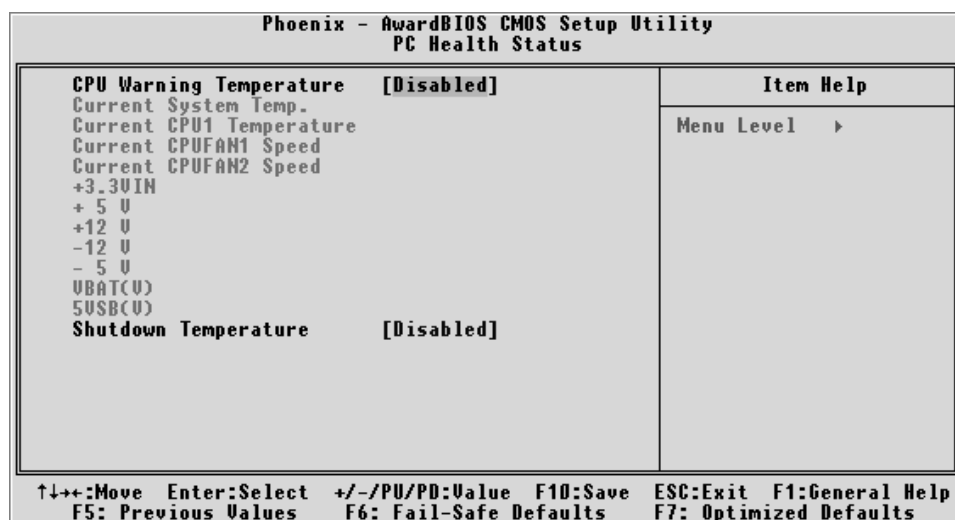 Phoenix - AwardBIOS CMOS Setup Utility
PC Health Status
CPU Warning Temperature [Disabled]
Current System Temp.
Current CPU1 Temperature
Current CPUFAN1 Speed
Current CPUFAN2 Speed
+3.3VIN
+ 5 V
+12 V
-12 V
- 5 V
VBAT(V)
5VSB(V)
Shutdown Temperature [Disabled]
Item Help
Menu Level ▸
↑↓→←:Move Enter:Select +/-/PU/PD:Value F10:Save ESC:Exit F1:General Help
F5: Previous Values F6: Fail-Safe Defaults F7: Optimized Defaults